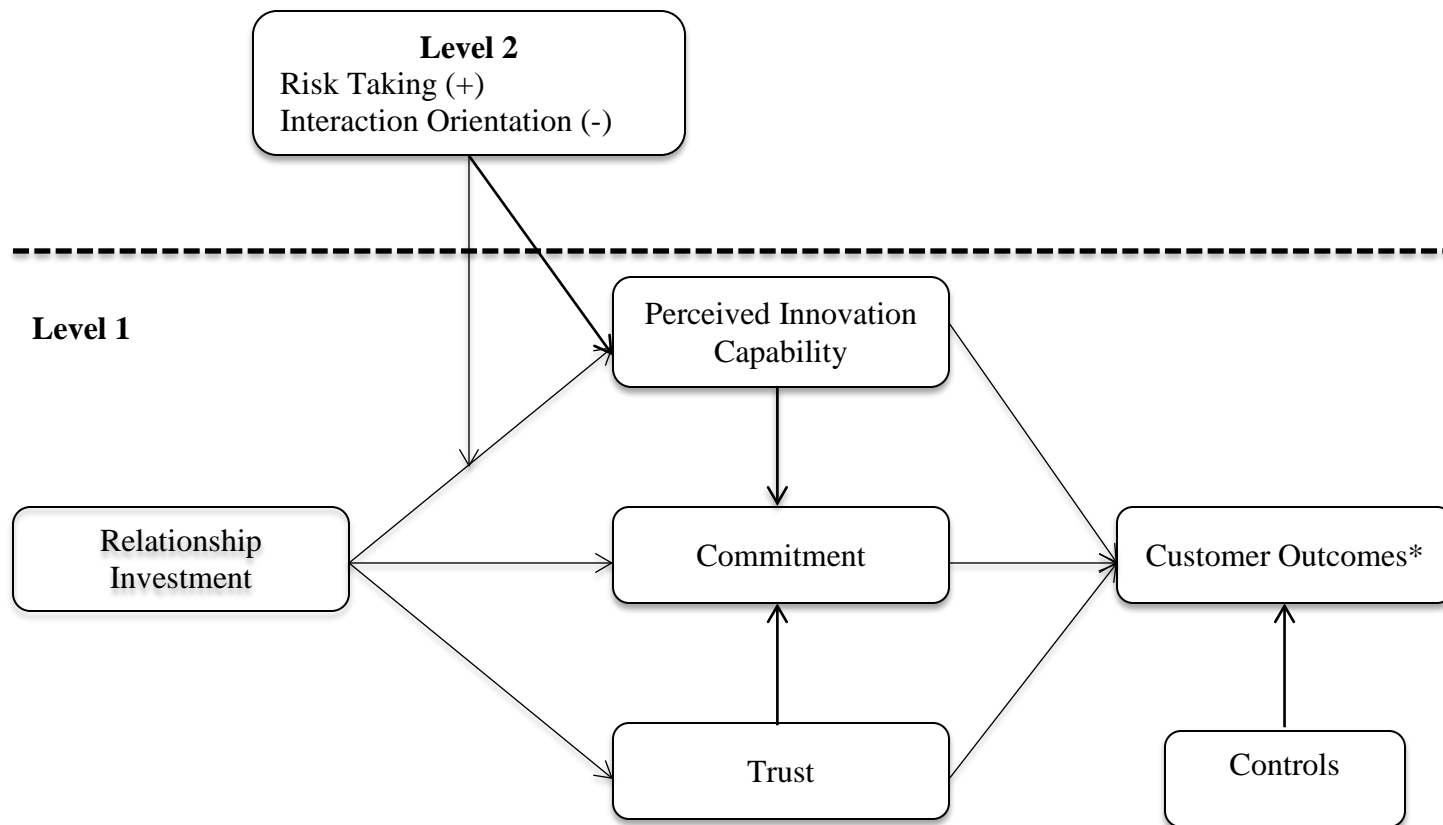 Level 2
Risk Taking (+)
Interaction Orientation (-)
Level 1
Perceived Innovation
Capability
Relationship
Investment
Commitment
Customer Outcomes*
Trust
Controls